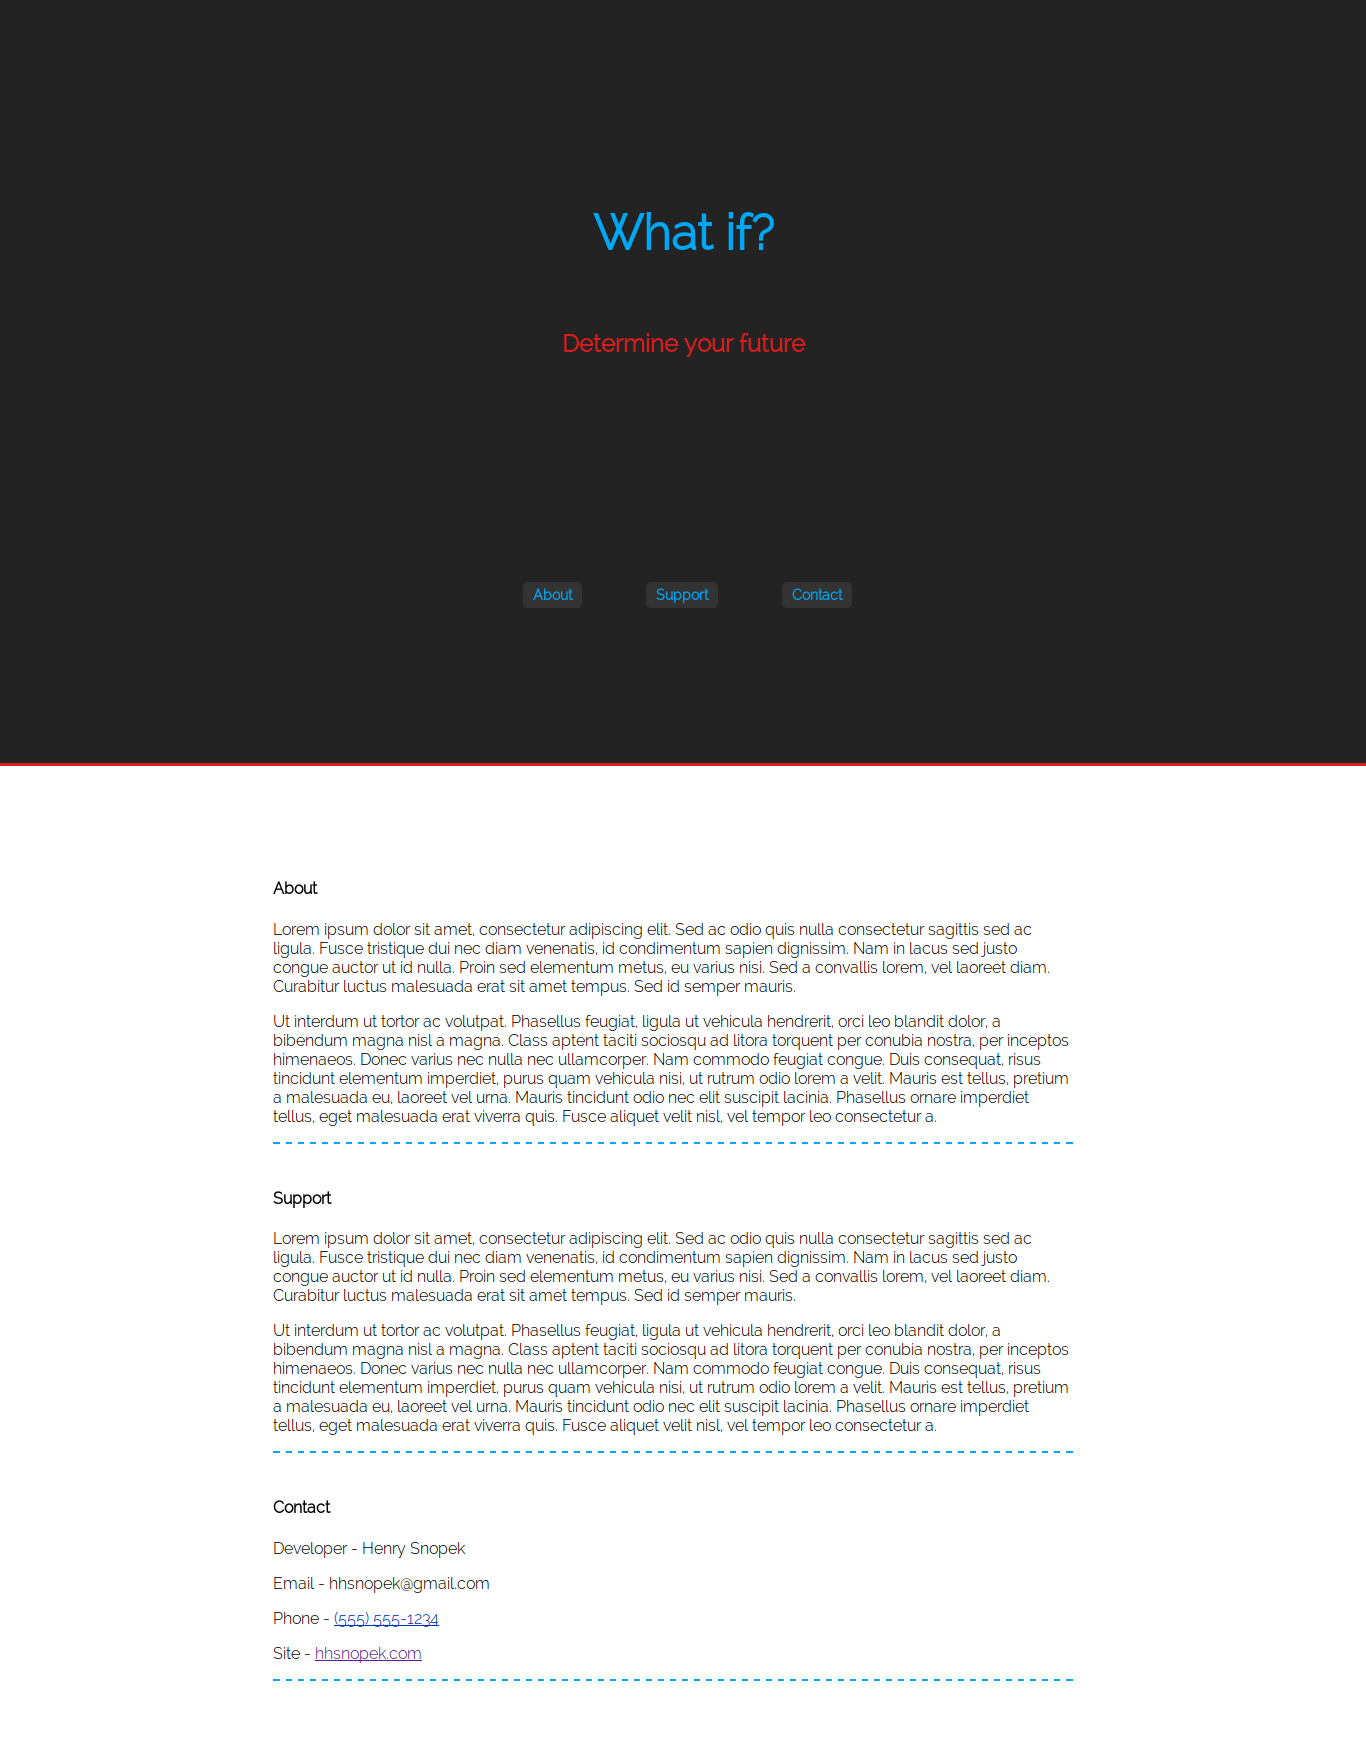 What if?
Determine your future
About
Support
Contact
About
Lorem ipsum dolor sit amet, consectetur adipiscing elit. Sed ac odio quis nulla consectetur sagittis sed ac
ligula. Fusce tristique dui nec diam venenatis, id condimentum sapien dignissim. Nam in lacus sed justo
congue auctor ut id nulla. Proin sed elementum metus, eu varius nisi. Sed a convallis lorem, vel laoreet diam.
Curabitur luctus malesuada erat sit amet tempus. Sed id semper mauris.
Ut interdum ut tortor ac volutpat. Phasellus feugiat, ligula ut vehicula hendrerit, orci leo blandit dolor, a
bibendum magna nisl a magna. Class aptent taciti sociosqu ad litora torquent per conubia nostra, per inceptos
himenaeos. Donec varius nec nulla nec ullamcorper. Nam commodo feugiat congue. Duis consequat, risus
tincidunt elementum imperdiet, purus quam vehicula nisi, ut rutrum odio lorem a velit. Mauris est tellus, pretium
a malesuada eu, laoreet vel urna. Mauris tincidunt odio nec elit suscipit lacinia. Phasellus ornare imperdiet
tellus, eget malesuada erat viverra quis. Fusce aliquet velit nisl, vel tempor leo consectetur a.
Support
Lorem ipsum dolor sit amet, consectetur adipiscing elit. Sed ac odio quis nulla consectetur sagittis sed ac
ligula. Fusce tristique dui nec diam venenatis, id condimentum sapien dignissim. Nam in lacus sed justo
congue auctor ut id nulla. Proin sed elementum metus, eu varius nisi. Sed a convallis lorem, vel laoreet diam.
Curabitur luctus malesuada erat sit amet tempus. Sed id semper mauris.
Ut interdum ut tortor ac volutpat. Phasellus feugiat, ligula ut vehicula hendrerit, orci leo blandit dolor, a
bibendum magna nisl a magna. Class aptent taciti sociosqu ad litora torquent per conubia nostra, per inceptos
himenaeos. Donec varius nec nulla nec ullamcorper. Nam commodo feugiat congue. Duis consequat, risus
tincidunt elementum imperdiet, purus quam vehicula nisi, ut rutrum odio lorem a velit. Mauris est tellus, pretium
a malesuada eu, laoreet vel urna. Mauris tincidunt odio nec elit suscipit lacinia. Phasellus ornare imperdiet
tellus, eget malesuada erat viverra quis. Fusce aliquet velit nisl, vel tempor leo consectetur a.
Contact
Developer - Henry Snopek
Email - hhsnopek@gmail.com
Phone - (555) 555-1234
Site - hhsnopek.com